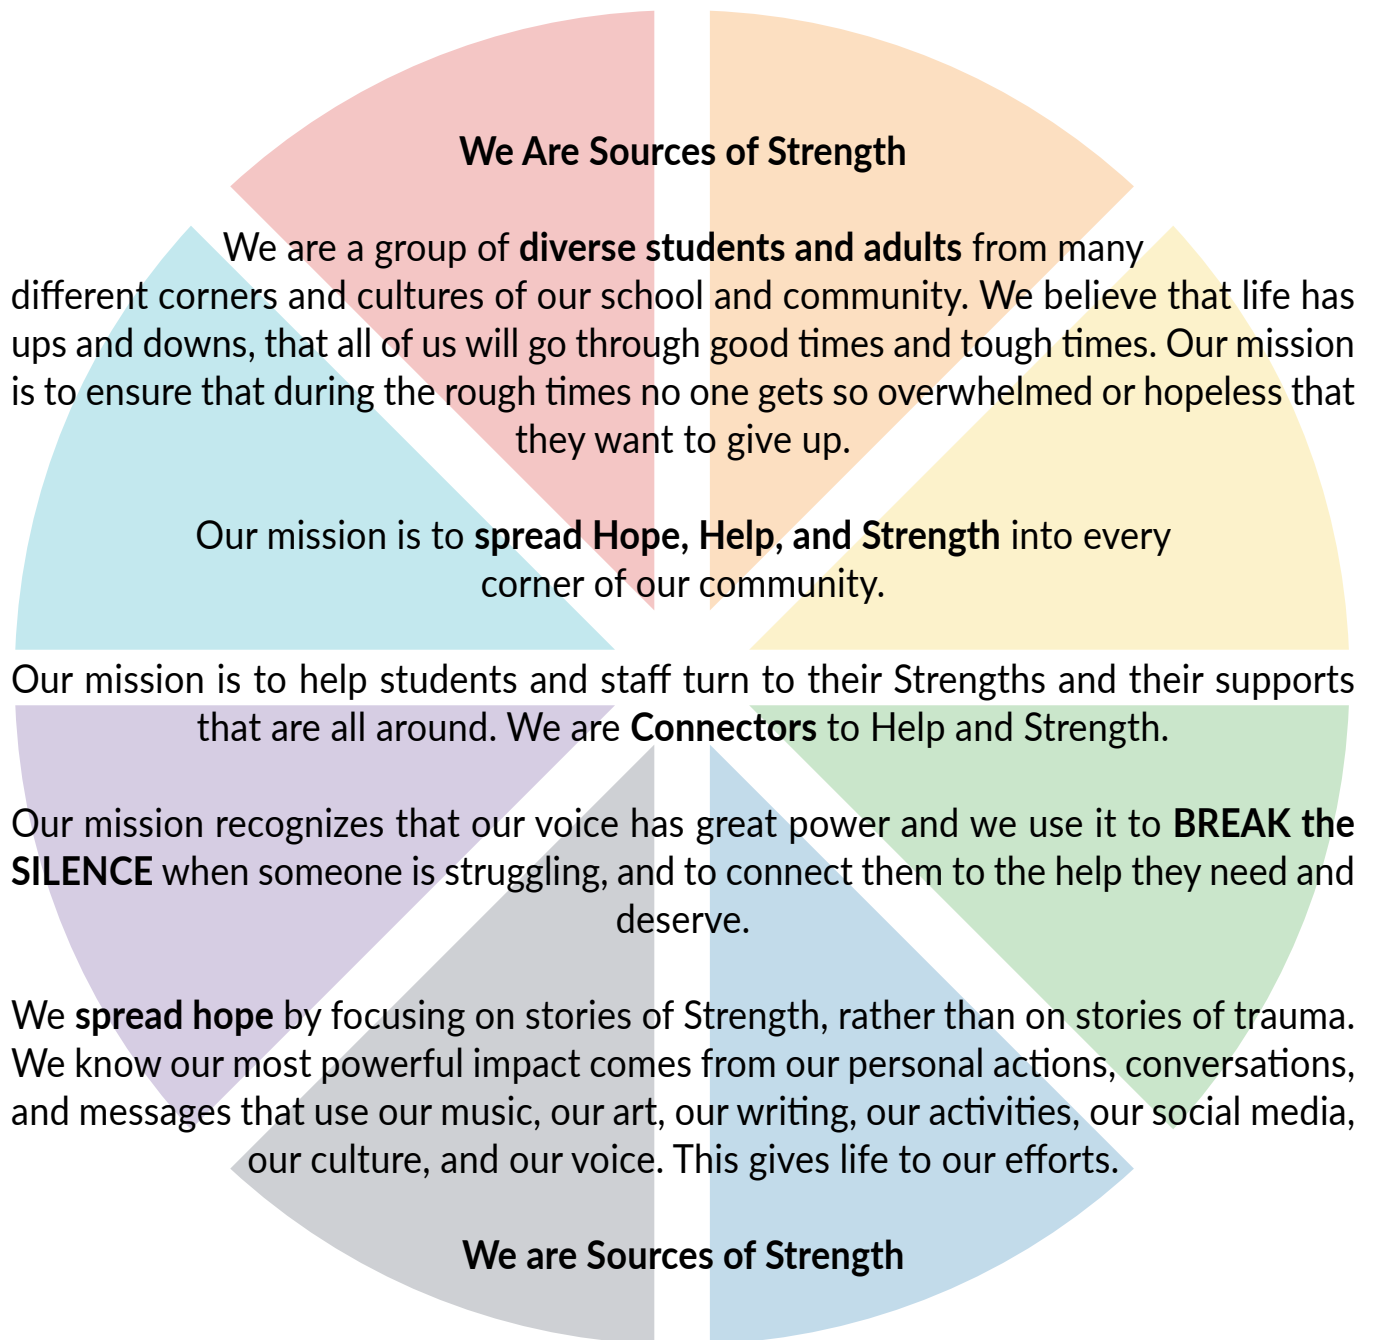 We Are Sources of Strength
We are a group of diverse students and adults from many
different corners and cultures of our school and community. We believe that life has
ups and downs, that all of us will go through good times and tough times. Our mission
is to ensure that during the rough times no one gets so overwhelmed or hopeless that
they want to give up.
Our mission is to spread Hope, Help, and Strength into every
corner of our community.
Our mission is to help students and staff turn to their Strengths and their supports
that are all around. We are Connectors to Help and Strength.
Our mission recognizes that our voice has great power and we use it to BREAK the
SILENCE when someone is struggling, and to connect them to the help they need and
deserve.
We spread hope by focusing on stories of Strength, rather than on stories of trauma.
We know our most powerful impact comes from our personal actions, conversations,
and messages that use our music, our art, our writing, our activities, our social media,
our culture, and our voice. This gives life to our efforts.
We are Sources of Strength